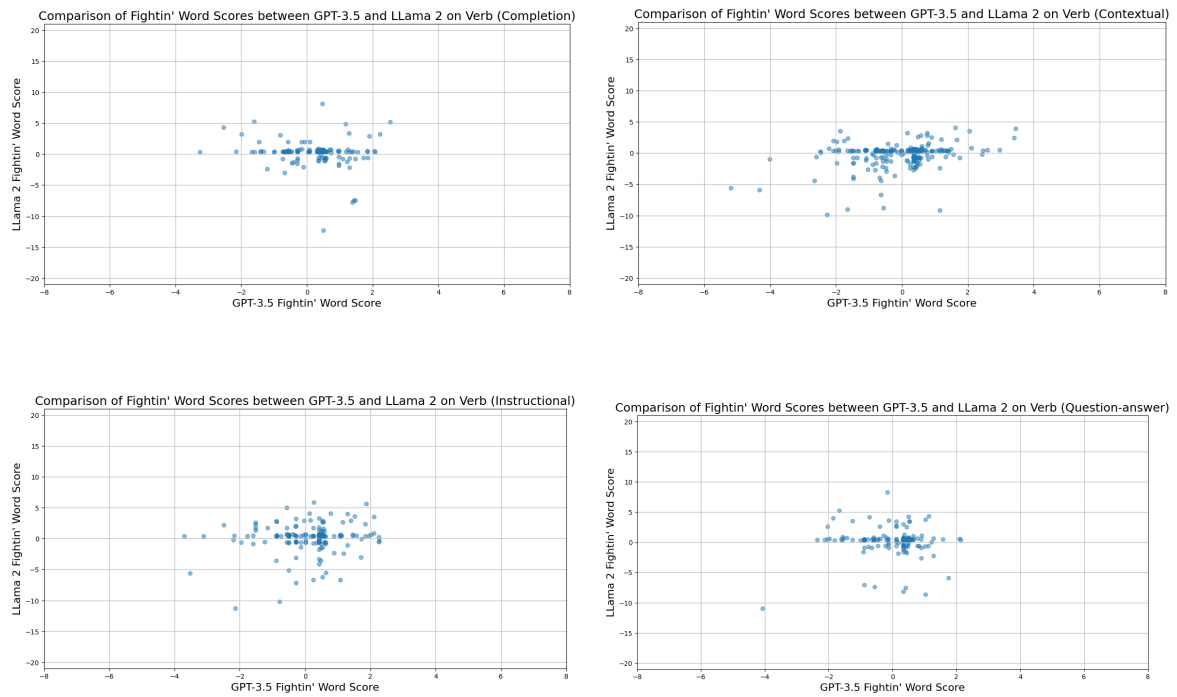 Comparison of Fightin' Word Scores between GPT-3.5 and LLama 2 on Verb (Completion)
20
15
10
5
0
−5
−10
−15
−20
LLama 2 Fightin' Word Score
−8 −6 −4 −2 0 2 4 6 8
GPT-3.5 Fightin' Word Score
Comparison of Fightin' Word Scores between GPT-3.5 and LLama 2 on Verb (Contextual)
20
15
10
5
0
−5
−10
−15
−20
LLama 2 Fightin' Word Score
−8 −6 −4 −2 0 2 4 6 8
GPT-3.5 Fightin' Word Score
Comparison of Fightin' Word Scores between GPT-3.5 and LLama 2 on Verb (Instructional)
20
15
10
5
0
−5
−10
−15
−20
LLama 2 Fightin' Word Score
−8 −6 −4 −2 0 2 4 6 8
GPT-3.5 Fightin' Word Score
Comparison of Fightin' Word Scores between GPT-3.5 and LLama 2 on Verb (Question-answer)
20
15
10
5
0
−5
−10
−15
−20
LLama 2 Fightin' Word Score
−8 −6 −4 −2 0 2 4 6 8
GPT-3.5 Fightin' Word Score